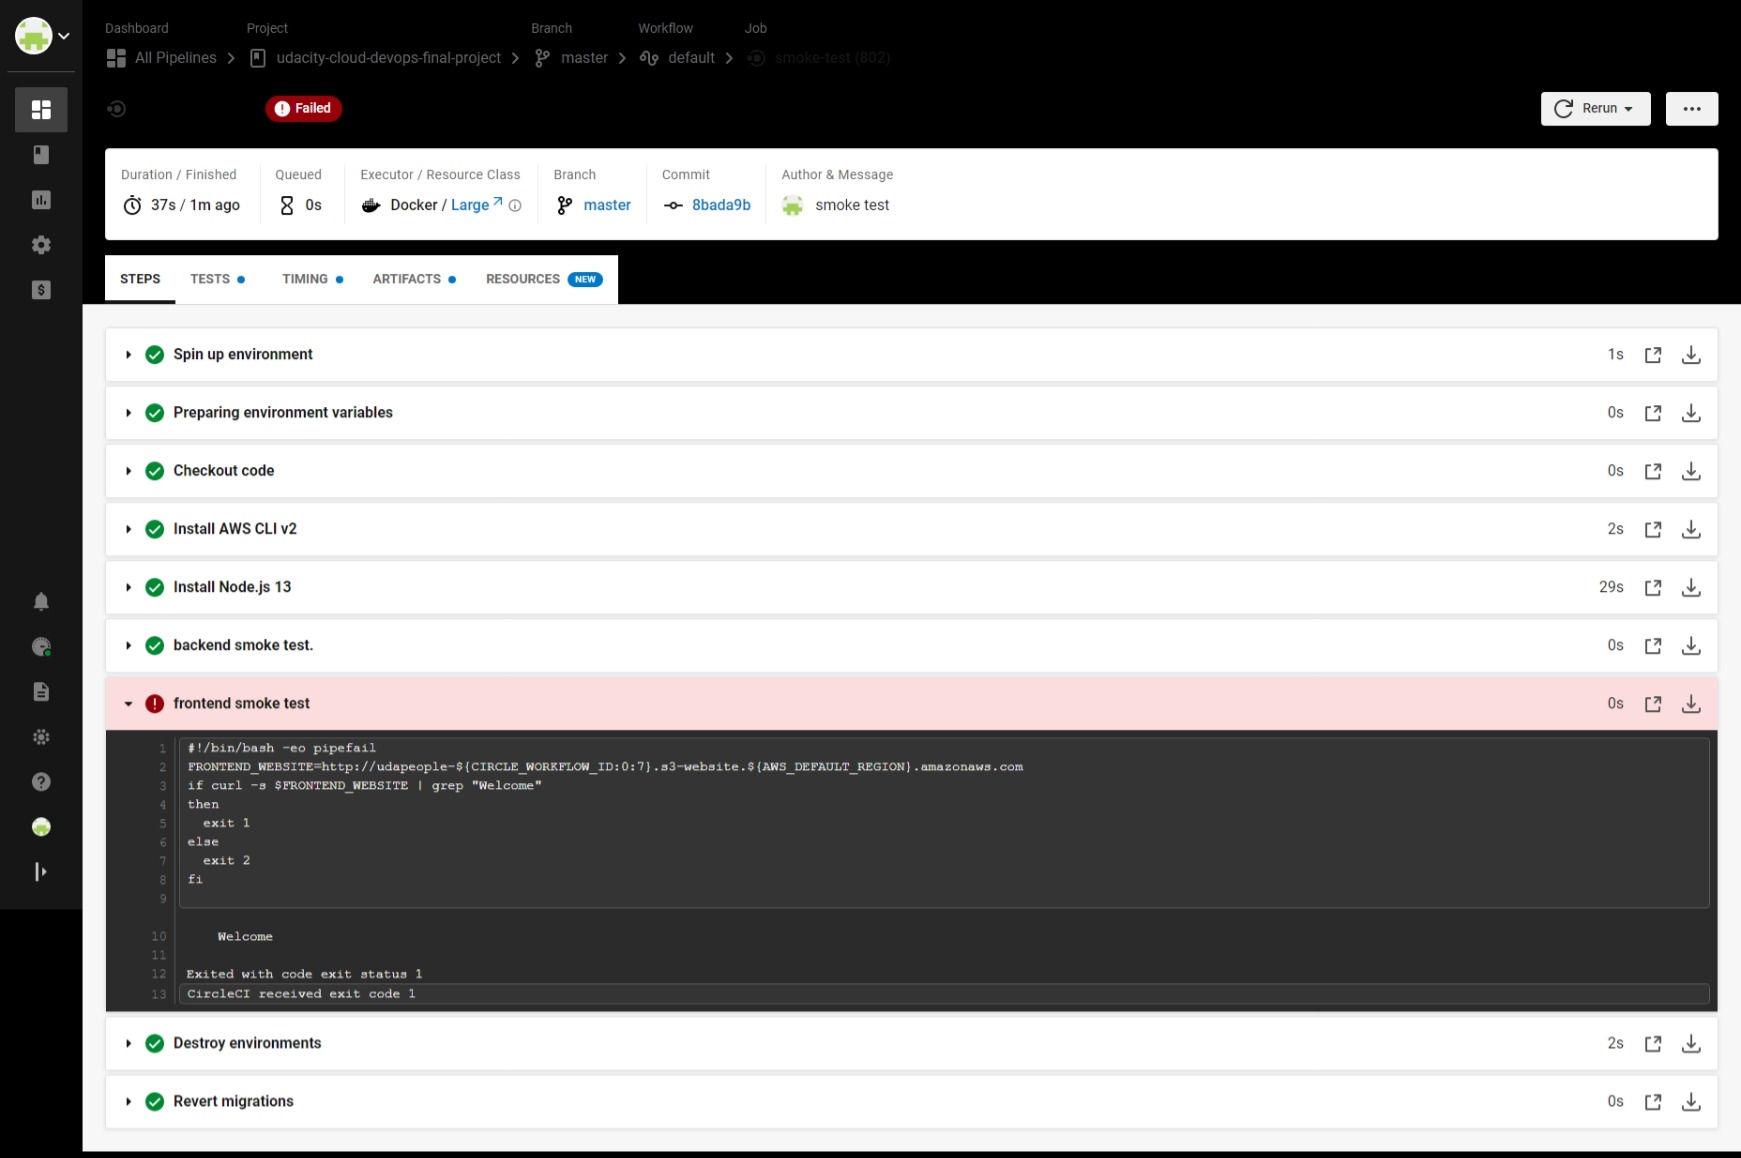 Dashboard
Project
Branch
Workflow
Job
All Pipelines
udacity-cloud-devops-final-project
master
default
smoke-test (802)
Failed
Rerun
Duration / Finished
Queued
Executor / Resource Class
Branch
Commit
Author & Message
37s / 1m ago
0s
Docker / Large
master
8bada9b
smoke test
STEPS
TESTS
TIMING
ARTIFACTS
RESOURCES NEW
Spin up environment 1s
Preparing environment variables 0s
Checkout code 0s
Install AWS CLI v2 2s
Install Node.js 13 29s
backend smoke test. 0s
frontend smoke test 0s
1 #!/bin/bash -eo pipefail
2 FRONTEND_WEBSITE=http://udapeople-${CIRCLE_WORKFLOW_ID:0:7}.s3-website.${AWS_DEFAULT_REGION}.amazonaws.com
3 if curl -s $FRONTEND_WEBSITE | grep "Welcome"
4 then
5 exit 1
6 else
7 exit 2
8 fi
9
10 Welcome
11
12 Exited with code exit status 1
13 CircleCI received exit code 1
Destroy environments 2s
Revert migrations 0s